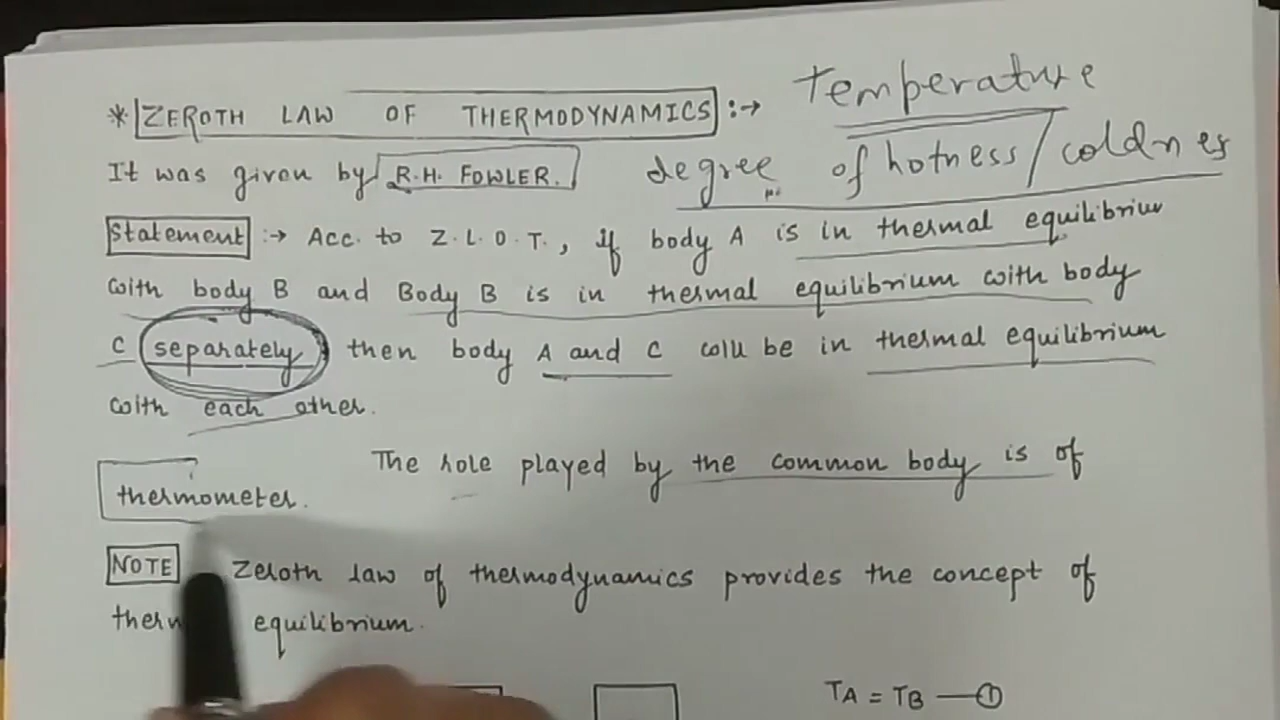 * ZEROTH LAW OF THERMODYNAMICS :→ Temperature
It was given by R.H. FOWLER. degree of hotness / coldness
Statement :→ Acc. to Z.L.O.T., if body A is in thermal equilibrium
with body B and Body B is in thermal equilibrium with body
C separately, then body A and C will be in thermal equilibrium
with each other.
The role played by the common body is of
thermometer.
NOTE Zeroth law of thermodynamics provides the concept of
equilibrium.
TA = TB — ①